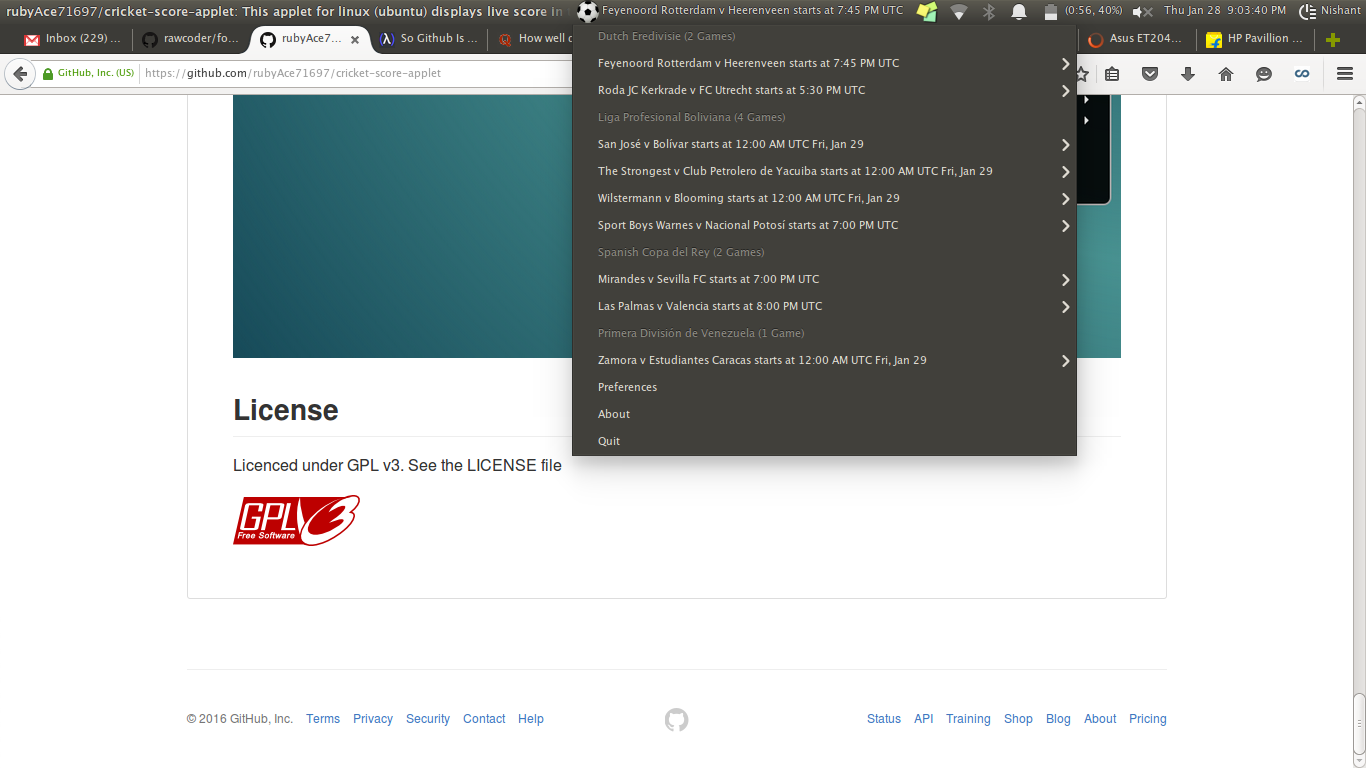 rubyAce71697/cricket-score-applet: This applet for linux (ubuntu) displays live score in
Feyenoord Rotterdam v Heerenveen starts at 7:45 PM UTC
(0:56, 40%)
Thu Jan 28 9:03:40 PM
Nishant
Inbox (229) ...
rawcoder/fo...
rubyAce7...
So Github Is ...
How well
Asus ET204...
HP Pavillion ...
GitHub, Inc. (US)
https://github.com/rubyAce71697/cricket-score-applet
Dutch Eredivisie (2 Games)
Feyenoord Rotterdam v Heerenveen starts at 7:45 PM UTC
Roda JC Kerkrade v FC Utrecht starts at 5:30 PM UTC
Liga Profesional Boliviana (4 Games)
San José v Bolívar starts at 12:00 AM UTC Fri, Jan 29
The Strongest v Club Petrolero de Yacuiba starts at 12:00 AM UTC Fri, Jan 29
Wilstermann v Blooming starts at 12:00 AM UTC Fri, Jan 29
Sport Boys Warnes v Nacional Potosí starts at 7:00 PM UTC
Spanish Copa del Rey (2 Games)
Mirandes v Sevilla FC starts at 7:00 PM UTC
Las Palmas v Valencia starts at 8:00 PM UTC
Primera División de Venezuela (1 Game)
Zamora v Estudiantes Caracas starts at 12:00 AM UTC Fri, Jan 29
Preferences
About
Quit
License
Licenced under GPL v3. See the LICENSE file
GPL
Free Software
© 2016 GitHub, Inc.
Terms
Privacy
Security
Contact
Help
Status
API
Training
Shop
Blog
About
Pricing